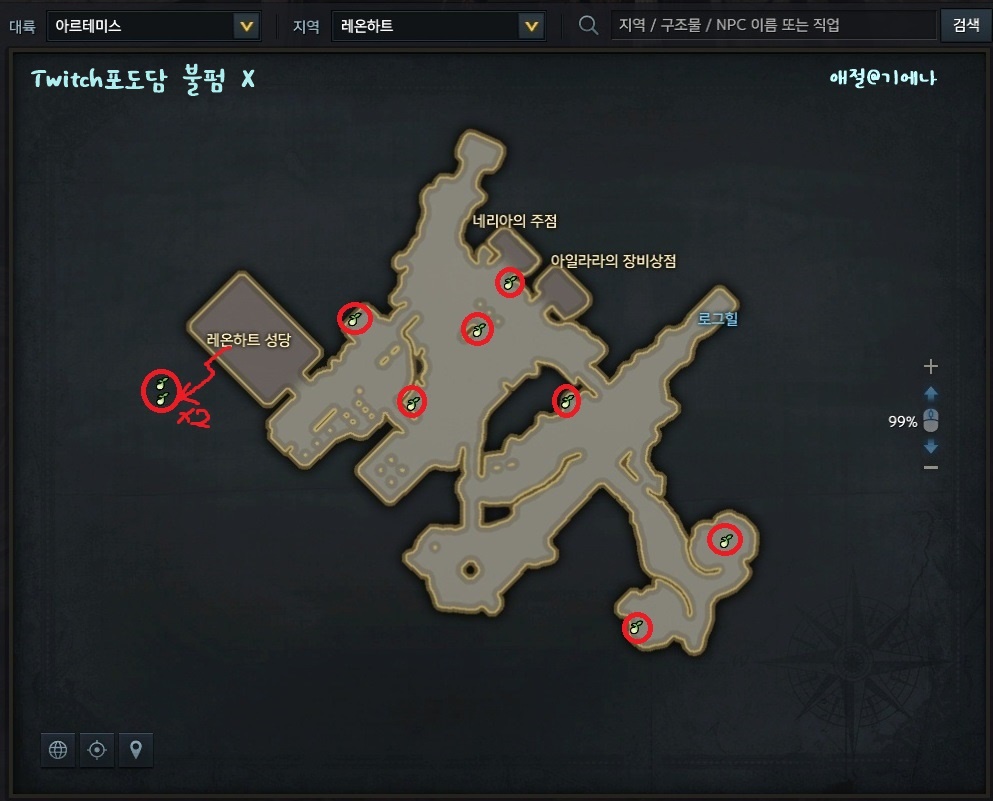 대륙 아르테미스 지역 레온하트 지역 / 구조물 / NPC 이름 또는 직업 검색
Twitch포도담 불펌 X 애절@기에나
네리아의 주점
아일라라의 장비상점
로그힐
레온하트 성당
x2
99%